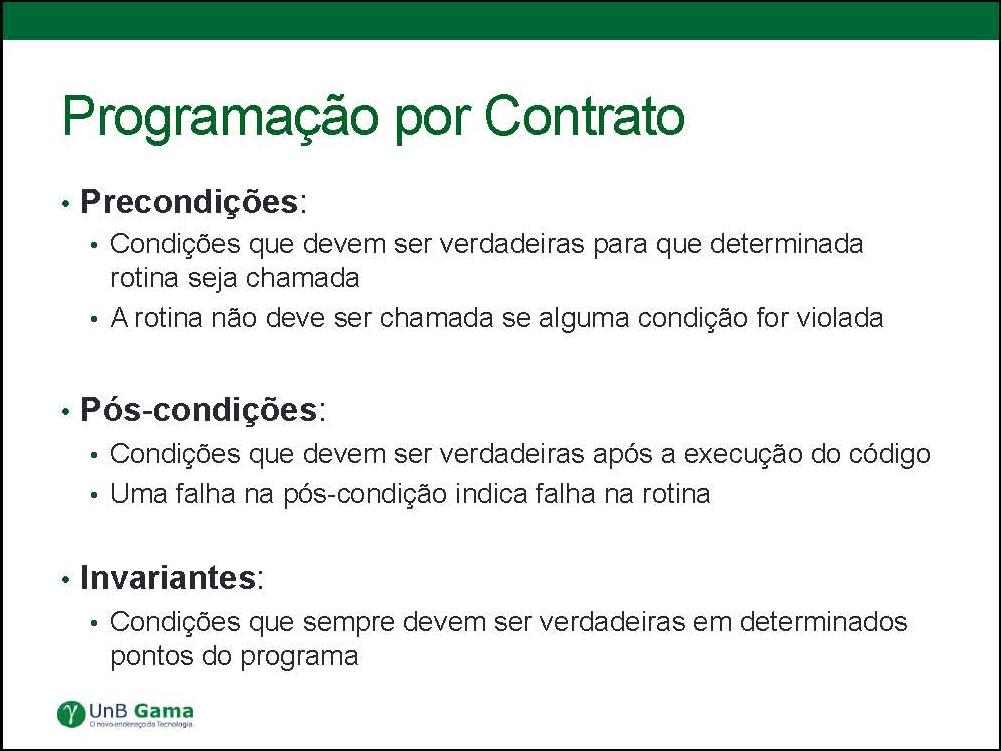 Programação por Contrato
• Precondições:
• Condições que devem ser verdadeiras para que determinada
rotina seja chamada
• A rotina não deve ser chamada se alguma condição for violada
• Pós-condições:
• Condições que devem ser verdadeiras após a execução do código
• Uma falha na pós-condição indica falha na rotina
• Invariantes:
• Condições que sempre devem ser verdadeiras em determinados
pontos do programa
γ UnB Gama
O novo endereço da Tecnologia.